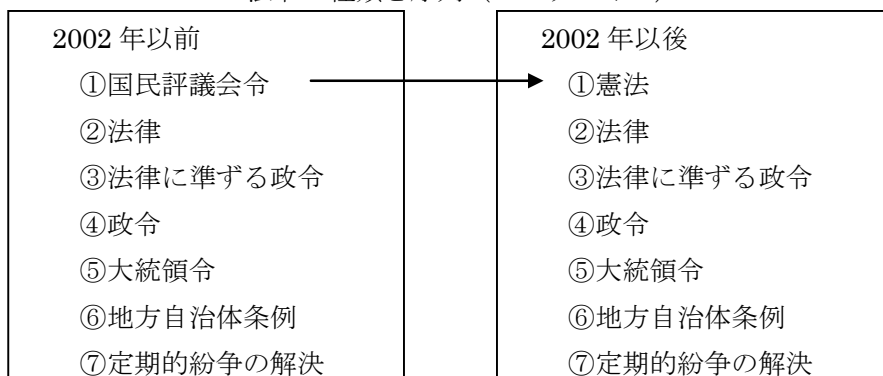 2002 年以前
①国民評議会令
②法律
③法律に準ずる政令
④政令
⑤大統領令
⑥地方自治体条例
⑦定期的紛争の解決
2002 年以後
①憲法
②法律
③法律に準ずる政令
④政令
⑤大統領令
⑥地方自治体条例
⑦定期的紛争の解決